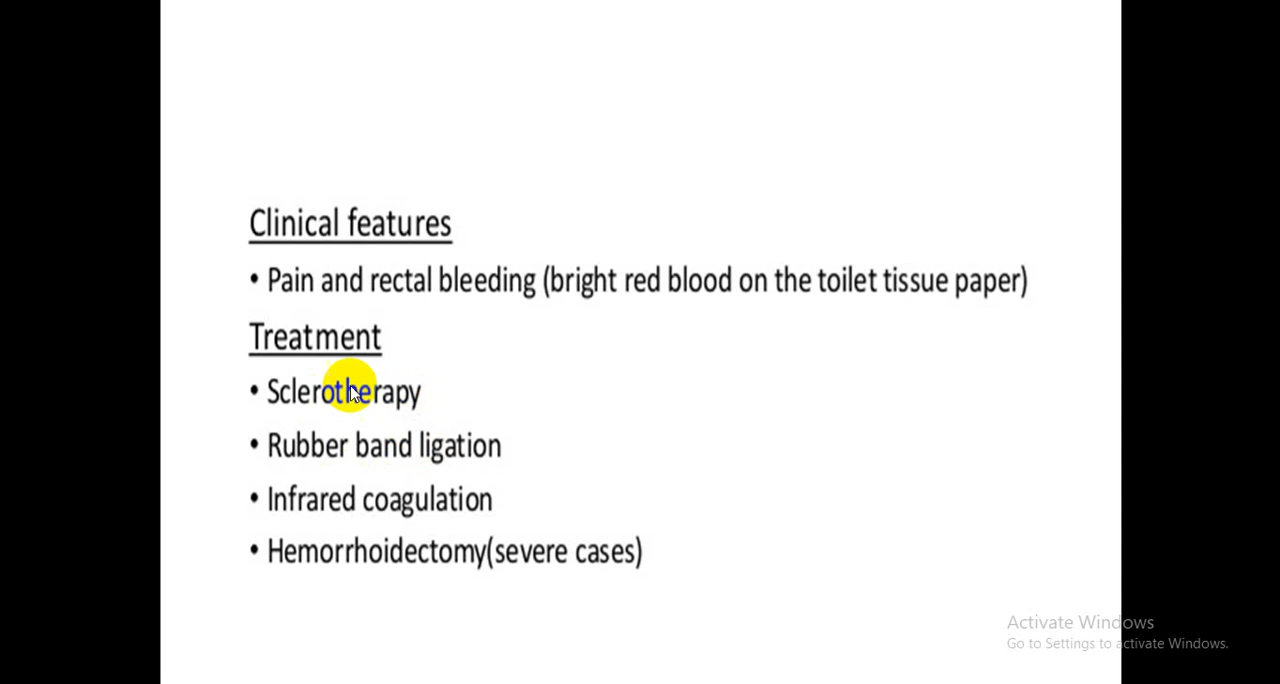 Clinical features
• Pain and rectal bleeding (bright red blood on the toilet tissue paper)
Treatment
• Sclerotherapy
• Rubber band ligation
• Infrared coagulation
• Hemorrhoidectomy(severe cases)
Activate Windows
Go to Settings to activate Windows.